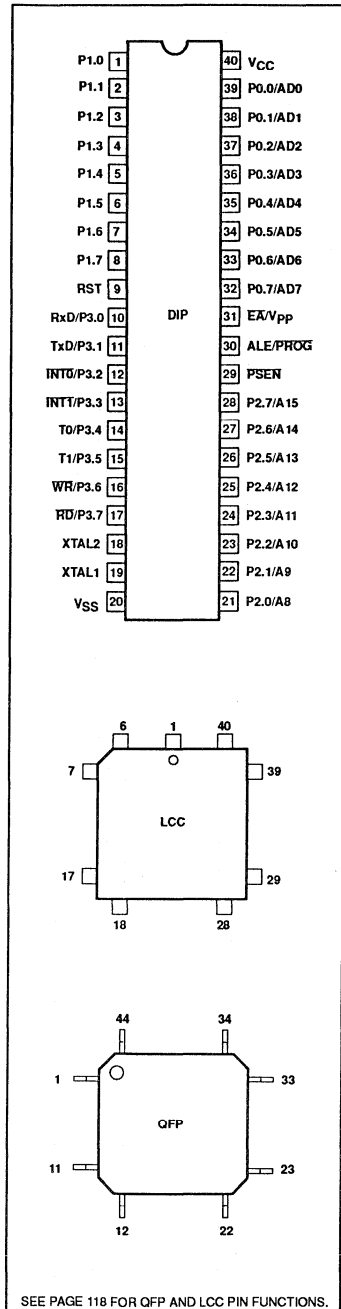 P1.0 1 40 VCC
P1.1 2 39 P0.0/AD0
P1.2 3 38 P0.1/AD1
P1.3 4 37 P0.2/AD2
P1.4 5 36 P0.3/AD3
P1.5 6 35 P0.4/AD4
P1.6 7 34 P0.5/AD5
P1.7 8 33 P0.6/AD6
RST 9 32 P0.7/AD7
RxD/P3.0 10 DIP 31 E̅A̅/VPP
TxD/P3.1 11 30 ALE/P̅R̅O̅G̅
I̅N̅T̅0̅/P3.2 12 29 P̅S̅E̅N̅
I̅N̅T̅1̅/P3.3 13 28 P2.7/A15
T0/P3.4 14 27 P2.6/A14
T1/P3.5 15 26 P2.5/A13
W̅R̅/P3.6 16 25 P2.4/A12
R̅D̅/P3.7 17 24 P2.3/A11
XTAL2 18 23 P2.2/A10
XTAL1 19 22 P2.1/A9
VSS 20 21 P2.0/A8
6 1 40
7 39
LCC
17 29
18 28
44 34
1 33
QFP
11 23
12 22
SEE PAGE 118 FOR QFP AND LCC PIN FUNCTIONS.